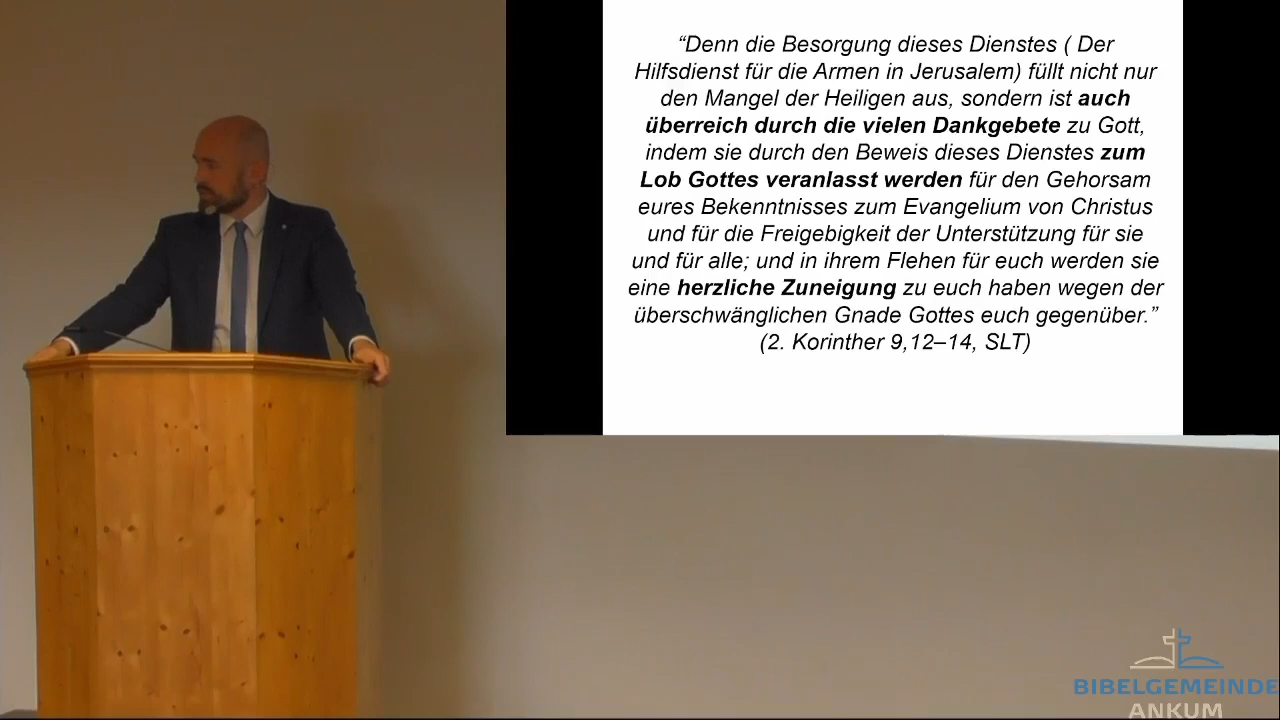 “Denn die Besorgung dieses Dienstes ( Der
Hilfsdienst für die Armen in Jerusalem) füllt nicht nur
den Mangel der Heiligen aus, sondern ist auch
überreich durch die vielen Dankgebete zu Gott,
indem sie durch den Beweis dieses Dienstes zum
Lob Gottes veranlasst werden für den Gehorsam
eures Bekenntnisses zum Evangelium von Christus
und für die Freigebigkeit der Unterstützung für sie
und für alle; und in ihrem Flehen für euch werden sie
eine herzliche Zuneigung zu euch haben wegen der
überschwänglichen Gnade Gottes euch gegenüber.”
(2. Korinther 9,12–14, SLT)
BIBELGEMEINDE
ANKUM